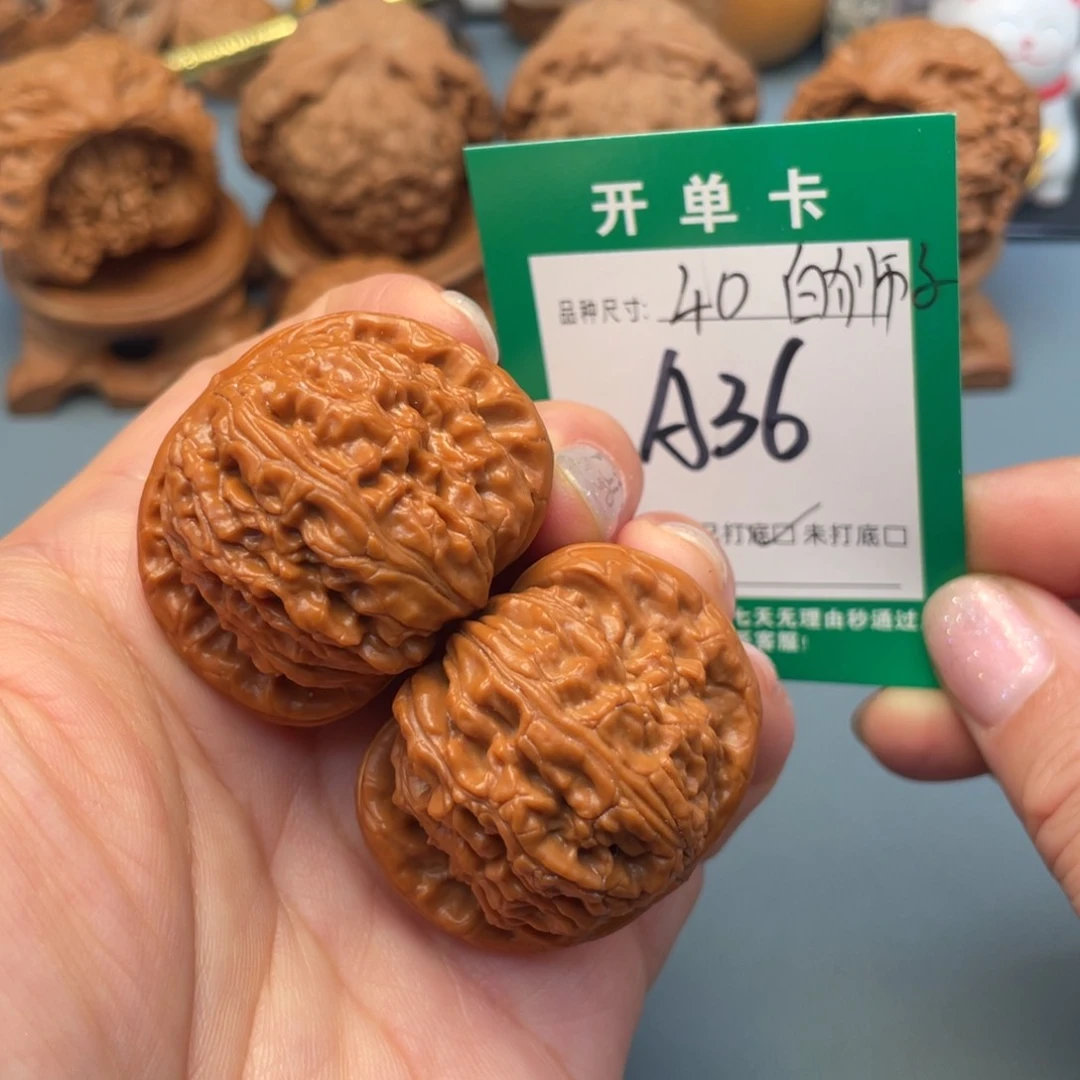 开单卡
品种尺寸: 40 白狮子
A36
已打底☑ 未打底□
七天无理由秒通过
客服!